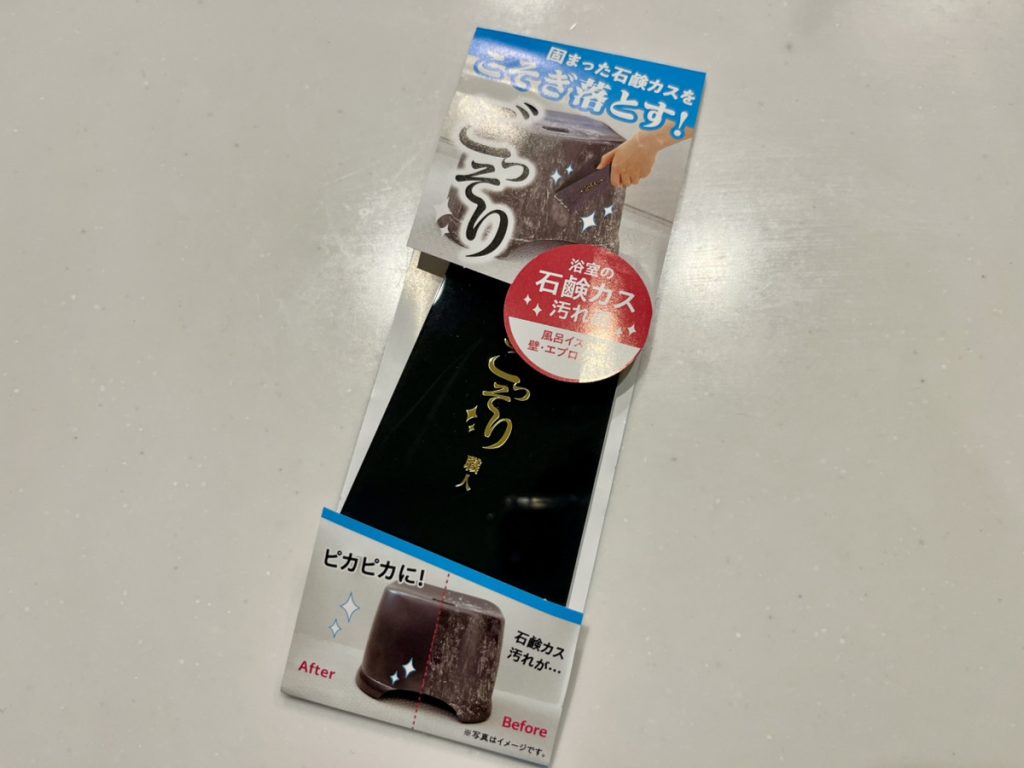 固まった石鹸カスを
こそぎ落とす!
ごっそり
浴室の
石鹸カス
汚れ
風呂イス
壁・エプロ
ごっそり
職人
ピカピカに!
石鹸カス
汚れが…
After
Before
※写真はイメージです。